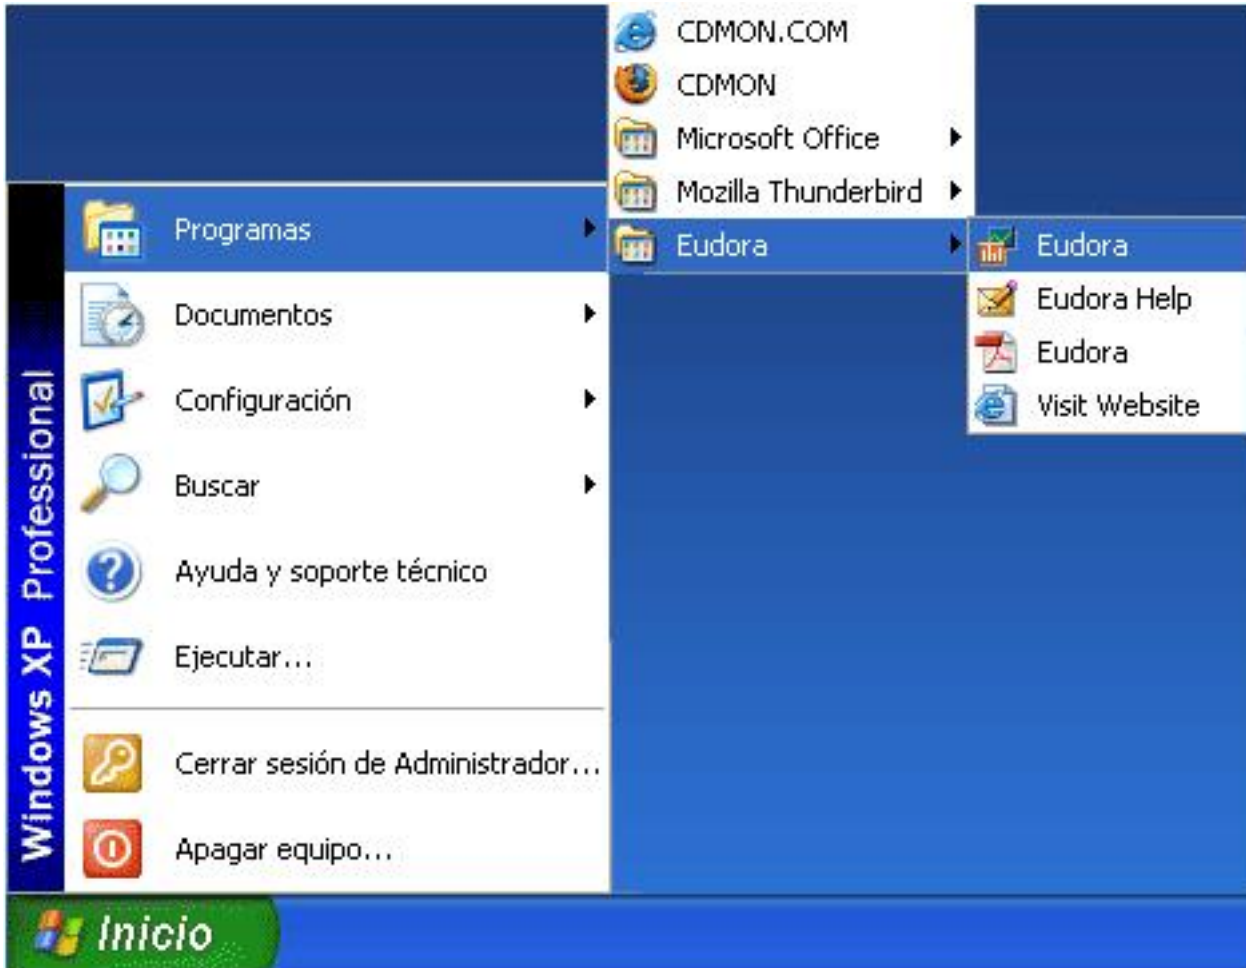 CDMON.COM
CDMON
Microsoft Office
Mozilla Thunderbird
Eudora
Eudora
Eudora Help
Eudora
Visit Website
Programas
Documentos
Configuración
Buscar
Ayuda y soporte técnico
Ejecutar...
Cerrar sesión de Administrador...
Apagar equipo...
Windows XP Professional
Inicio